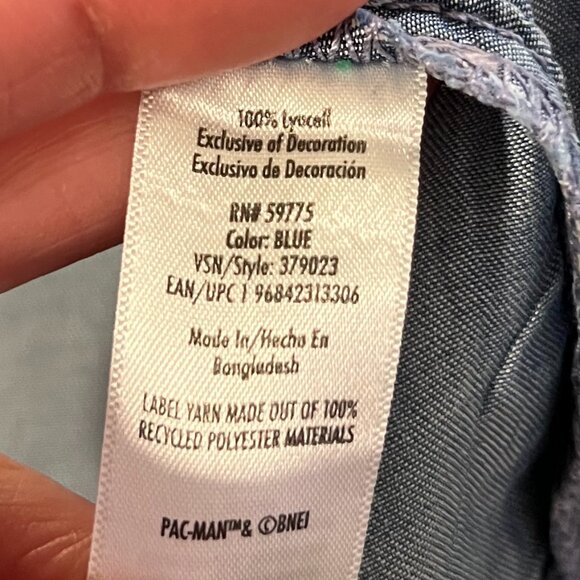 100% Lyocell
Exclusive of Decoration
Exclusivo de Decoración
RN# 59775
Color: BLUE
VSN/Style: 379023
EAN/UPC 1 96842313306
Made In/Hecho En
Bangladesh
LABEL YARN MADE OUT OF 100%
RECYCLED POLYESTER MATERIALS
PAC-MAN™& ©BNEI